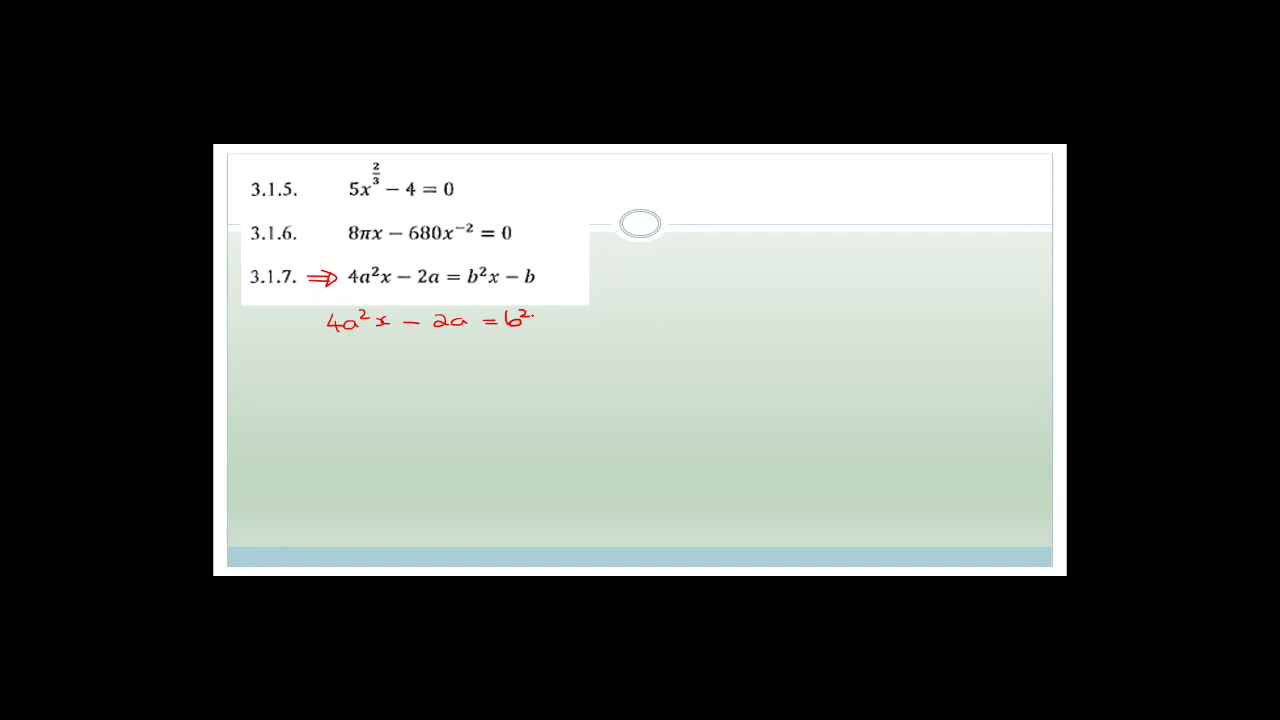 3.1.5. 5x^{2/3} − 4 = 0
3.1.6. 8πx − 680x⁻² = 0
3.1.7. ⇒ 4a²x − 2a = b²x − b
4a²x − 2a = b²